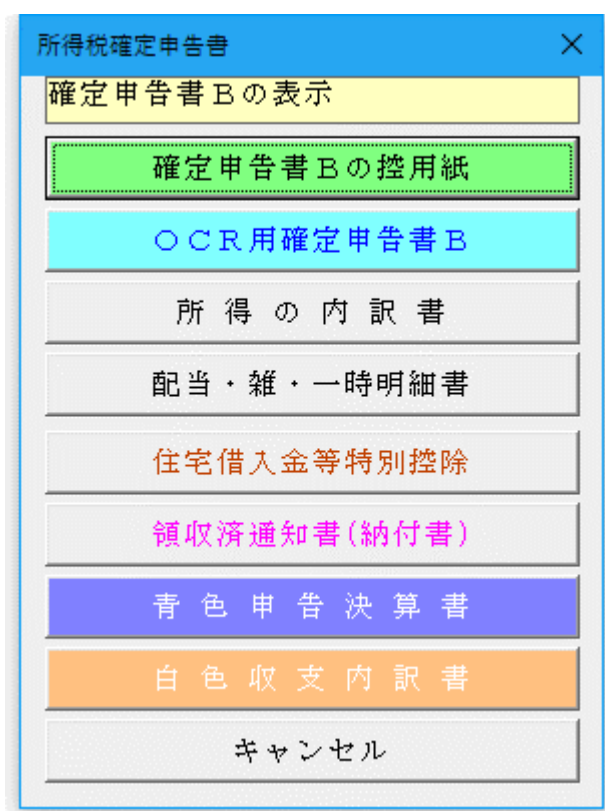 所得税確定申告書
確定申告書Bの表示
確定申告書Bの控用紙
OCR用確定申告書B
所得の内訳書
配当・雑・一時明細書
住宅借入金等特別控除
領収済通知書(納付書)
青色申告決算書
白色収支内訳書
キャンセル